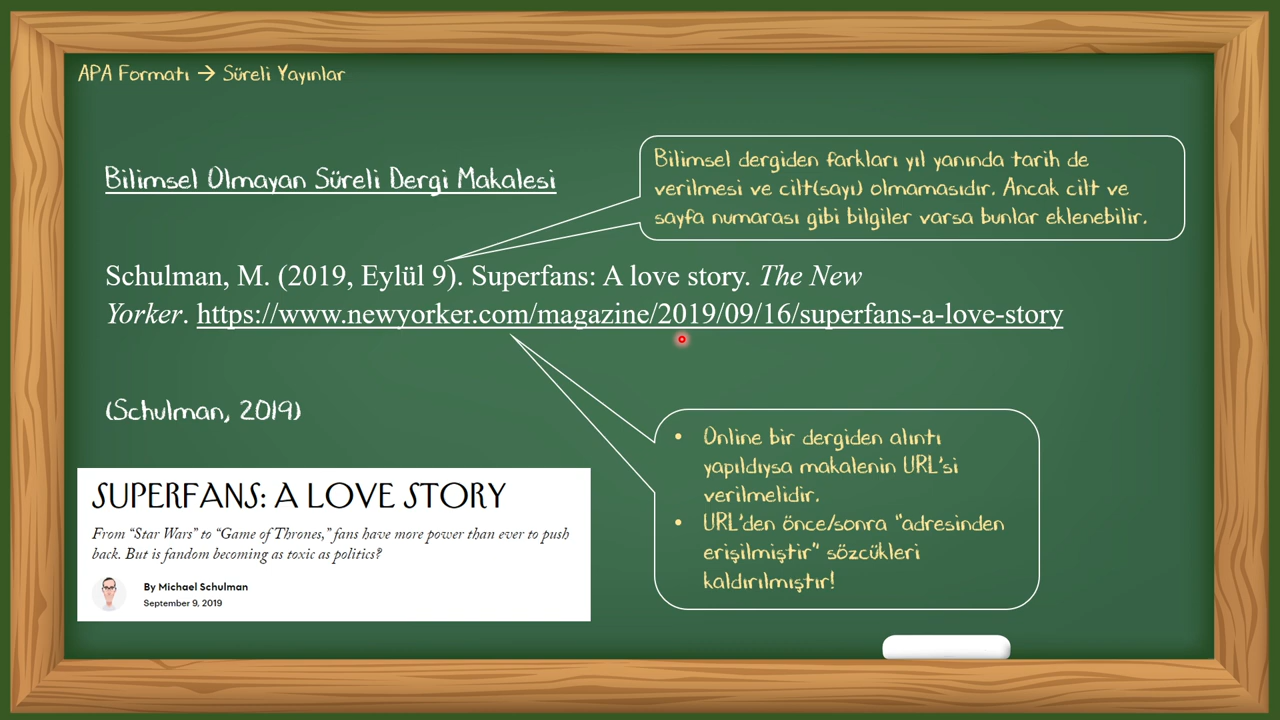 APA Formatı → Süreli Yayınlar
Bilimsel Olmayan Süreli Dergi Makalesi
Bilimsel dergiden farkları yıl yanında tarih de
verilmesi ve cilt(sayı) olmamasıdır. Ancak cilt ve
sayfa numarası gibi bilgiler varsa bunlar eklenebilir.
Schulman, M. (2019, Eylül 9). Superfans: A love story. The New
Yorker. https://www.newyorker.com/magazine/2019/09/16/superfans-a-love-story
(Schulman, 2019)
• Online bir dergiden alıntı
yapıldıysa makalenin URL'si
verilmelidir.
• URL'den önce/sonra "adresinden
erişilmiştir" sözcükleri
kaldırılmıştır!
SUPERFANS: A LOVE STORY
From “Star Wars” to “Game of Thrones,” fans have more power than ever to push
back. But is fandom becoming as toxic as politics?
By Michael Schulman
September 9, 2019